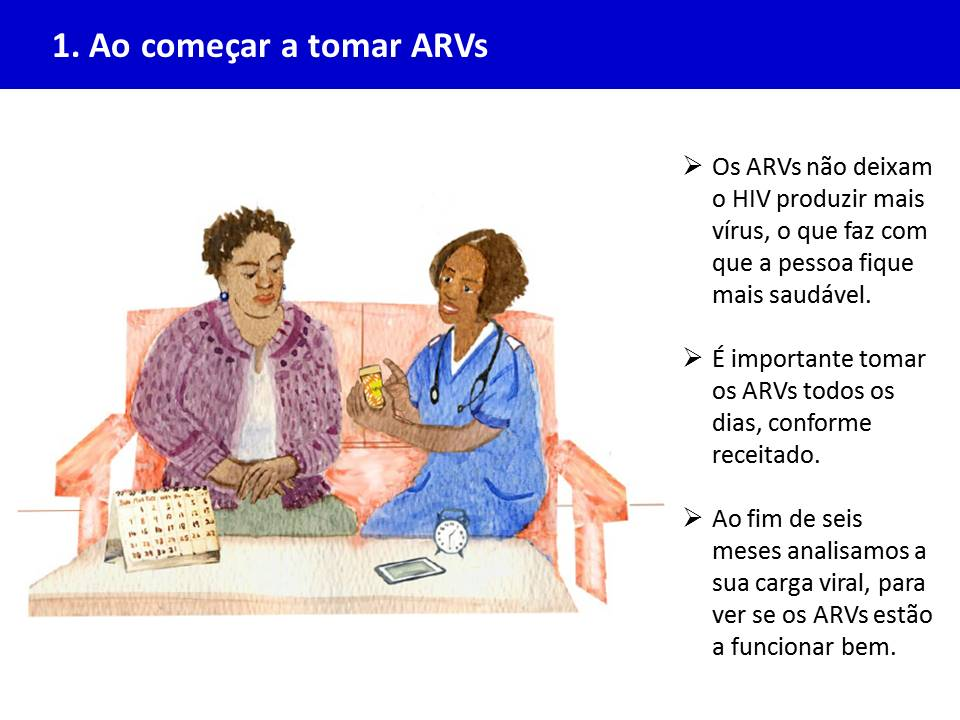 1. Ao começar a tomar ARVs
➢ Os ARVs não deixam
o HIV produzir mais
vírus, o que faz com
que a pessoa fique
mais saudável.
➢ É importante tomar
os ARVs todos os
dias, conforme
receitado.
➢ Ao fim de seis
meses analisamos a
sua carga viral, para
ver se os ARVs estão
a funcionar bem.